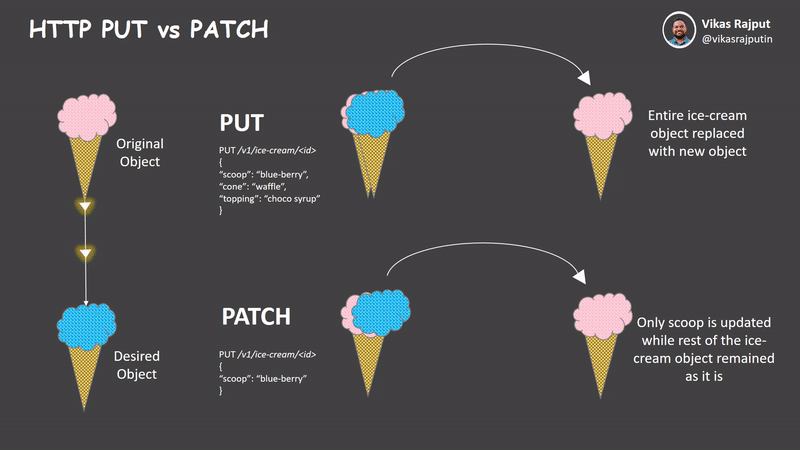 HTTP PUT vs PATCH
Vikas Rajput
@vikasrajputin
Original
Object
PUT
PUT /v1/ice-cream/<id>
{
“scoop”: “blue-berry”,
“cone”: “waffle”,
“topping”: “choco syrup”
}
Entire ice-cream
object replaced
with new object
Desired
Object
PATCH
PUT /v1/ice-cream/<id>
{
“scoop”: “blue-berry”
}
Only scoop is updated
while rest of the ice-
cream object remained
as it is